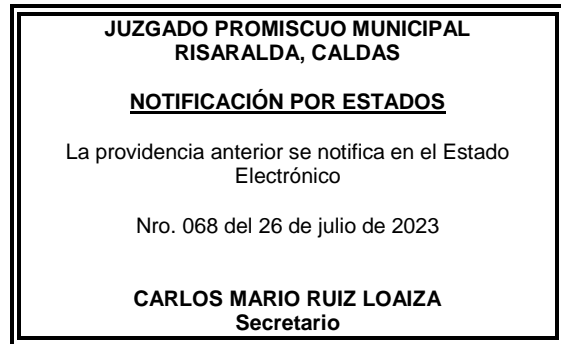 JUZGADO PROMISCUO MUNICIPAL
RISARALDA, CALDAS
NOTIFICACIÓN POR ESTADOS
La providencia anterior se notifica en el Estado
Electrónico
Nro. 068 del 26 de julio de 2023
CARLOS MARIO RUIZ LOAIZA
Secretario